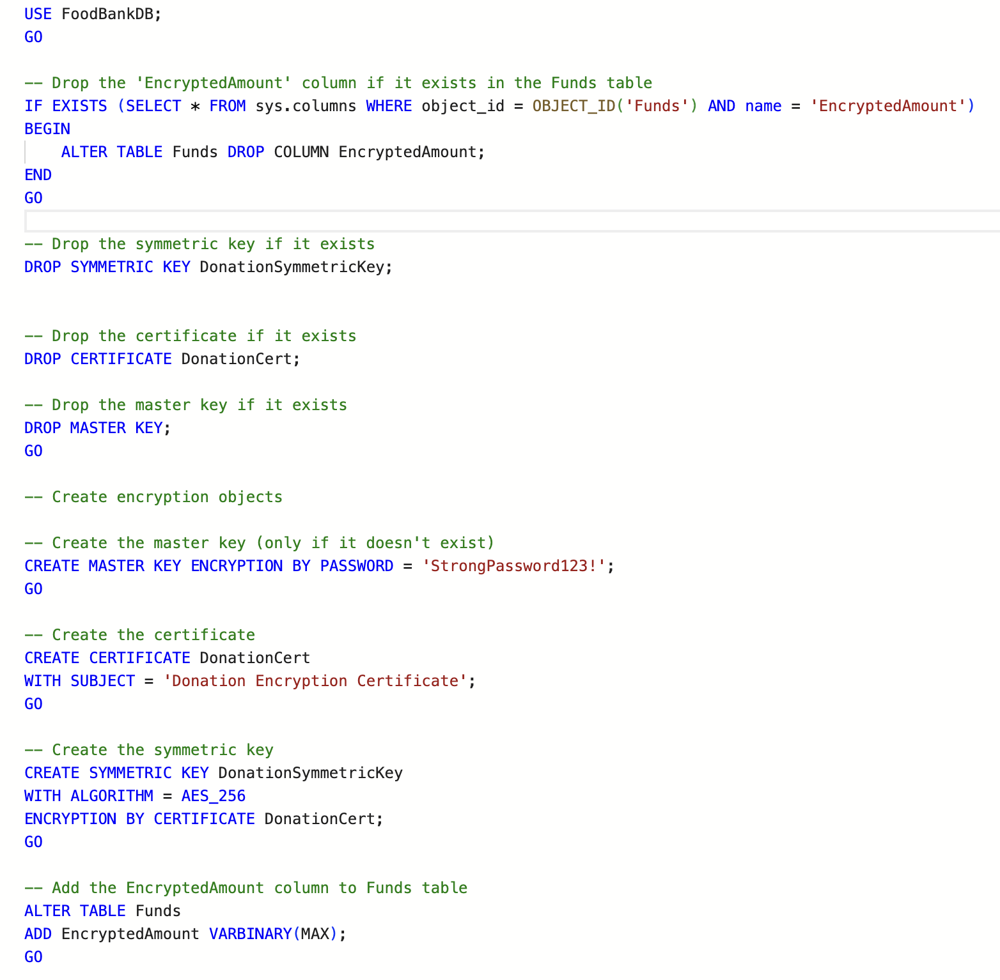 USE FoodBankDB;
GO
-- Drop the 'EncryptedAmount' column if it exists in the Funds table
IF EXISTS (SELECT * FROM sys.columns WHERE object_id = OBJECT_ID('Funds') AND name = 'EncryptedAmount')
BEGIN
    ALTER TABLE Funds DROP COLUMN EncryptedAmount;
END
GO
-- Drop the symmetric key if it exists
DROP SYMMETRIC KEY DonationSymmetricKey;
-- Drop the certificate if it exists
DROP CERTIFICATE DonationCert;
-- Drop the master key if it exists
DROP MASTER KEY;
GO
-- Create encryption objects
-- Create the master key (only if it doesn't exist)
CREATE MASTER KEY ENCRYPTION BY PASSWORD = 'StrongPassword123!';
GO
-- Create the certificate
CREATE CERTIFICATE DonationCert
WITH SUBJECT = 'Donation Encryption Certificate';
GO
-- Create the symmetric key
CREATE SYMMETRIC KEY DonationSymmetricKey
WITH ALGORITHM = AES_256
ENCRYPTION BY CERTIFICATE DonationCert;
GO
-- Add the EncryptedAmount column to Funds table
ALTER TABLE Funds
ADD EncryptedAmount VARBINARY(MAX);
GO